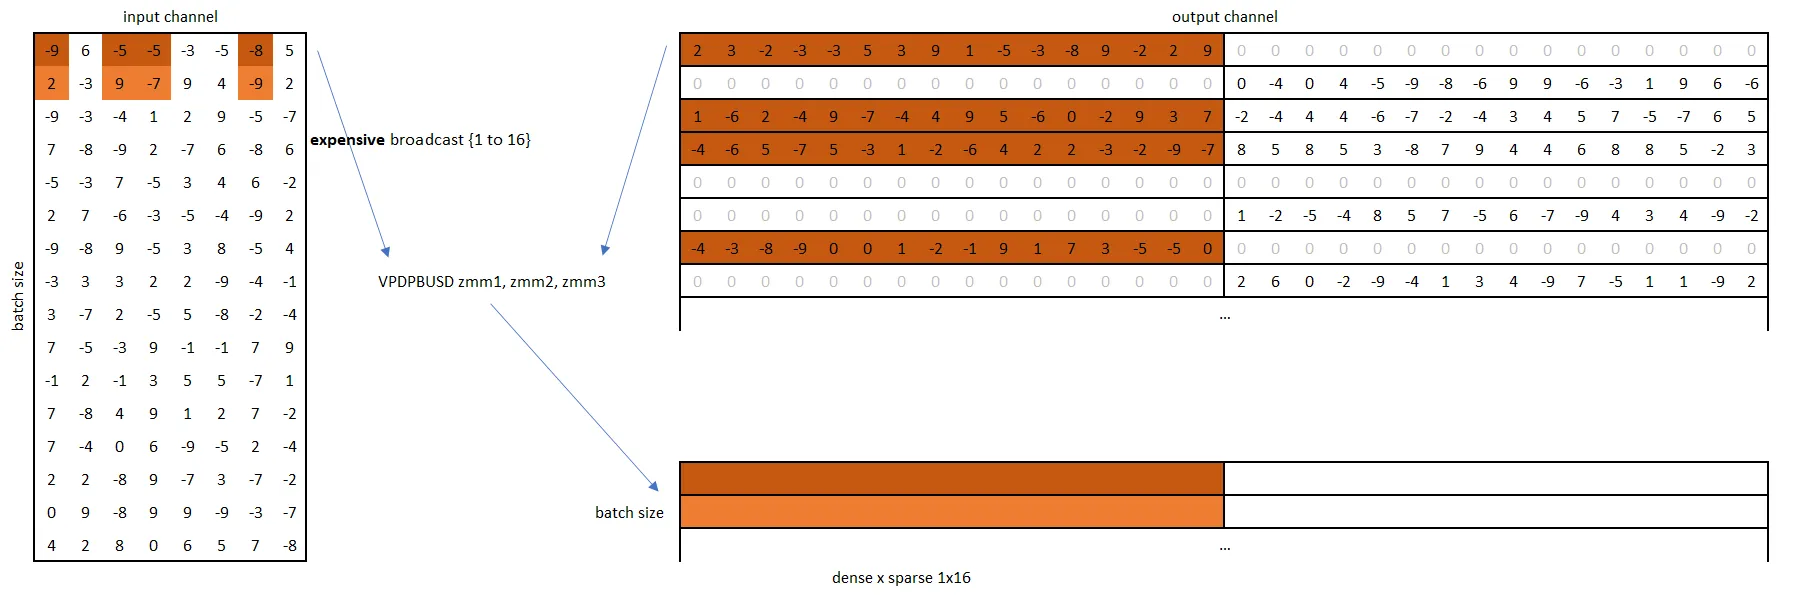 input channel
output channel
-9 6 -5 -5 -3 -5 -8 5
2 -3 9 -7 9 4 -9 2
-9 -3 -4 1 2 9 -5 -7
7 -8 -9 2 -7 6 -8 6
-5 -3 7 -5 3 4 6 -2
2 7 -6 -3 -5 -4 -9 2
-9 -8 9 -5 3 8 -5 4
-3 3 3 2 2 -9 -4 -1
3 -7 2 -5 5 -8 -2 -4
7 -5 -3 9 -1 -1 7 9
-1 2 -1 3 5 5 -7 1
7 -8 4 9 1 2 7 -2
7 -4 0 6 -9 -5 2 -4
2 2 -8 9 -7 3 -7 -2
0 9 -8 9 9 -9 -3 -7
4 2 8 0 6 5 7 -8
batch size
expensive broadcast {1 to 16}
VPDPBUSD zmm1, zmm2, zmm3
2 3 -2 -3 -3 5 3 9 1 -5 -3 -8 9 -2 2 9 0 0 0 0 0 0 0 0 0 0 0 0 0 0 0 0
0 0 0 0 0 0 0 0 0 0 0 0 0 0 0 0 0 -4 0 4 -5 -9 -8 -6 9 9 -6 -3 1 9 6 -6
1 -6 2 -4 9 -7 -4 4 9 5 -6 0 -2 9 3 7 -2 -4 4 4 -6 -7 -2 -4 3 4 5 7 -5 -7 6 5
-4 -6 5 -7 5 -3 1 -2 -6 4 2 2 -3 -2 -9 -7 8 5 8 5 3 -8 7 9 4 4 6 8 8 5 -2 3
0 0 0 0 0 0 0 0 0 0 0 0 0 0 0 0 0 0 0 0 0 0 0 0 0 0 0 0 0 0 0 0
0 0 0 0 0 0 0 0 0 0 0 0 0 0 0 0 1 -2 -5 -4 8 5 7 -5 6 -7 -9 4 3 4 -9 -2
-4 -3 -8 -9 0 0 1 -2 -1 9 1 7 3 -5 -5 0 0 0 0 0 0 0 0 0 0 0 0 0 0 0 0 0
0 0 0 0 0 0 0 0 0 0 0 0 0 0 0 0 2 6 0 -2 -9 -4 1 3 4 -9 7 -5 1 1 -9 2
...
batch size
...
dense x sparse 1x16